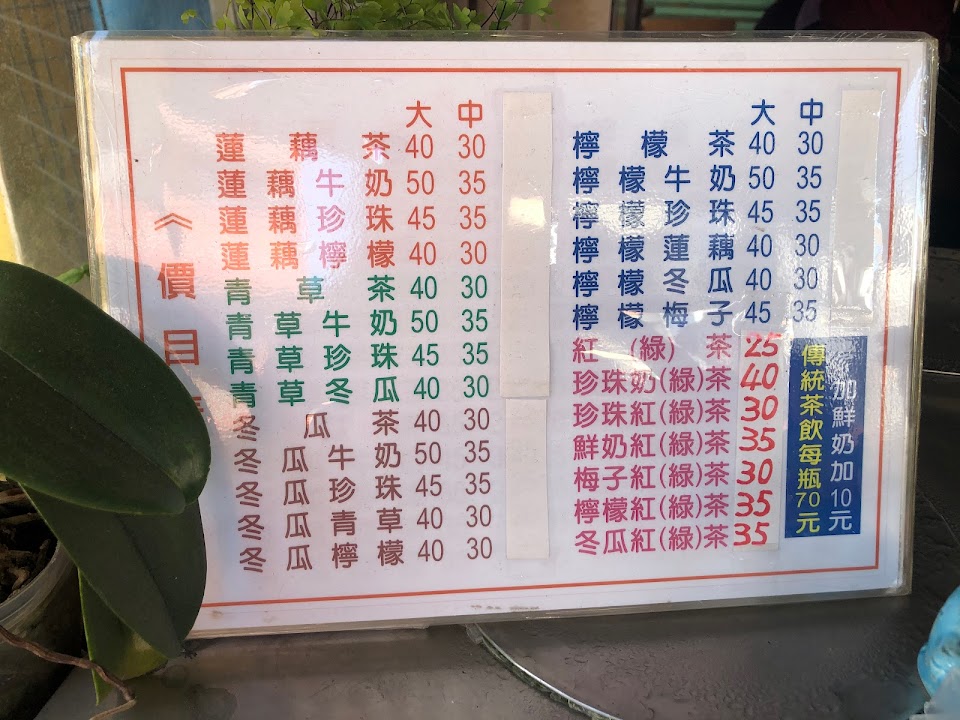 《價目
大 中
蓮藕茶 40 30
蓮藕牛奶 50 35
蓮藕珍珠 45 35
蓮藕檸檬 40 30
青草茶 40 30
青草牛奶 50 35
青草珍珠 45 35
青草冬瓜 40 30
冬瓜茶 40 30
冬瓜牛奶 50 35
冬瓜珍珠 45 35
冬瓜青草 40 30
冬瓜檸檬 40 30
大 中
檸檬茶 40 30
檸檬牛奶 50 35
檸檬珍珠 45 35
檸檬蓮藕 40 30
檸檬冬瓜 40 30
檸檬梅子 45 35
紅(綠)茶 25
珍珠奶(綠)茶 40
珍珠紅(綠)茶 30
鮮奶紅(綠)茶 35
梅子紅(綠)茶 30
檸檬紅(綠)茶 35
冬瓜紅(綠)茶 35
加鮮奶加10元
傳統茶飲每瓶70元